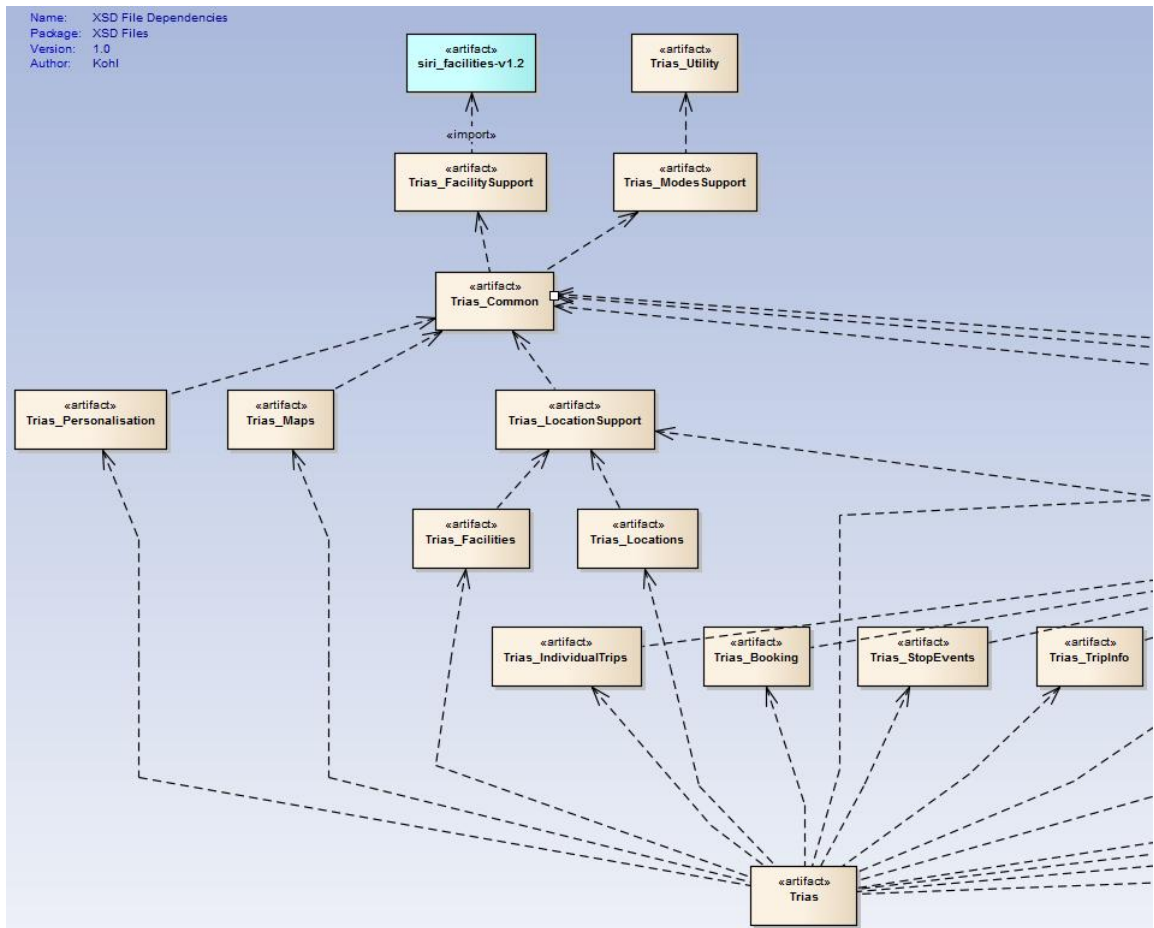 Name: XSD File Dependencies
Package: XSD Files
Version: 1.0
Author: Kohl
«artifact»
siri_facilities-v1.2
«artifact»
Trias_Utility
«import»
«artifact»
Trias_FacilitySupport
«artifact»
Trias_ModesSupport
«artifact»
Trias_Common
«artifact»
Trias_Personalisation
«artifact»
Trias_Maps
«artifact»
Trias_LocationSupport
«artifact»
Trias_Facilities
«artifact»
Trias_Locations
«artifact»
Trias_IndividualTrips
«artifact»
Trias_Booking
«artifact»
Trias_StopEvents
«artifact»
Trias_TripInfo
«artifact»
Trias